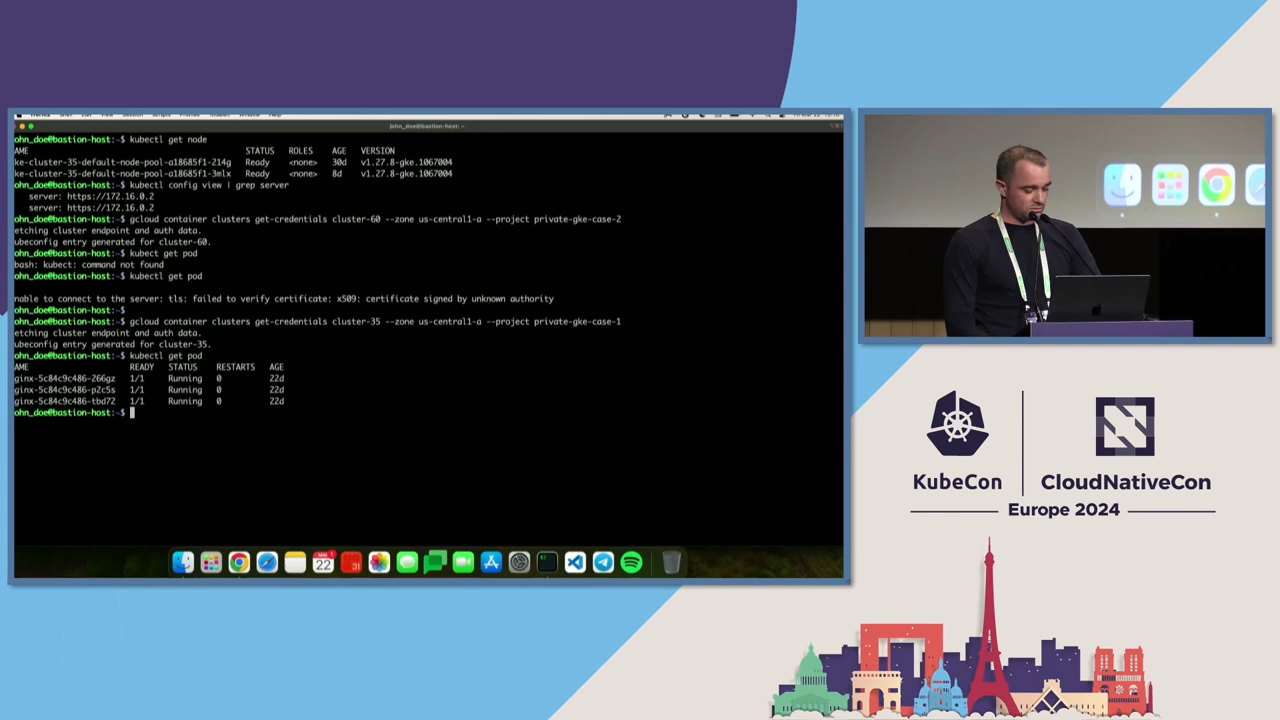 john_doe@bastion-host: ~
ohn_doe@bastion-host:~$ kubectl get node
AME STATUS ROLES AGE VERSION
ke-cluster-35-default-node-pool-a18685f1-214g Ready <none> 30d v1.27.8-gke.1067004
ke-cluster-35-default-node-pool-a18685f1-3mlx Ready <none> 8d v1.27.8-gke.1067004
ohn_doe@bastion-host:~$ kubectl config view | grep server
server: https://172.16.0.2
server: https://172.16.0.2
ohn_doe@bastion-host:~$ gcloud container clusters get-credentials cluster-60 --zone us-central1-a --project private-gke-case-2
etching cluster endpoint and auth data.
ubeconfig entry generated for cluster-60.
ohn_doe@bastion-host:~$ kubect get pod
bash: kubect: command not found
ohn_doe@bastion-host:~$ kubectl get pod
nable to connect to the server: tls: failed to verify certificate: x509: certificate signed by unknown authority
ohn_doe@bastion-host:~$
ohn_doe@bastion-host:~$ gcloud container clusters get-credentials cluster-35 --zone us-central1-a --project private-gke-case-1
etching cluster endpoint and auth data.
ubeconfig entry generated for cluster-35.
ohn_doe@bastion-host:~$ kubectl get pod
AME READY STATUS RESTARTS AGE
ginx-5c84c9c486-266gz 1/1 Running 0 22d
ginx-5c84c9c486-p2c5s 1/1 Running 0 22d
ginx-5c84c9c486-tbd72 1/1 Running 0 22d
ohn_doe@bastion-host:~$
22
31
KubeCon
CloudNativeCon
Europe 2024